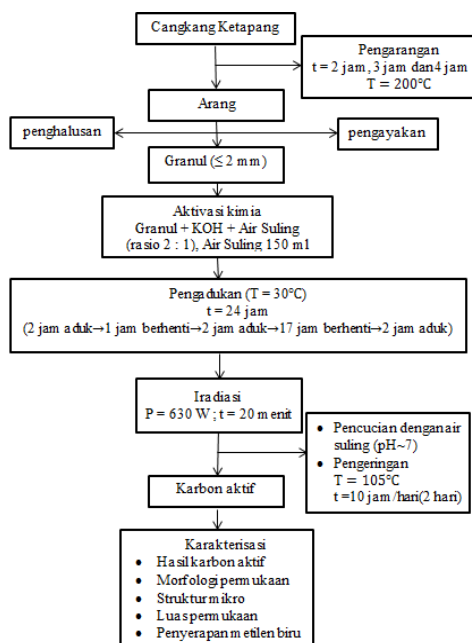 Cangkang Ketapang
Pengarangan
t = 2 jam, 3 jam dan4 jam
T = 200℃
Arang
penghalusan
pengayakan
Granul (≤ 2 mm)
Aktivasi kimia
Granul + KOH + Air Suling
(rasio 2 : 1), Air Suling 150 ml
Pengadukan (T = 30℃)
t = 24 jam
(2 jam aduk→1 jam berhenti→2 jam aduk→17 jam berhenti→2 jam aduk)
Iradiasi
P = 630 W ; t = 20 menit
• Pencucian denganair
suling (pH~7)
• Pengeringan
T = 105℃
t =10 jam /hari(2 hari)
Karbon aktif
Karakterisasi
• Hasil karbon aktif
• Morfologi permukaan
• Struktur mikro
• Luas permukaan
• Penyerapan metilen biru